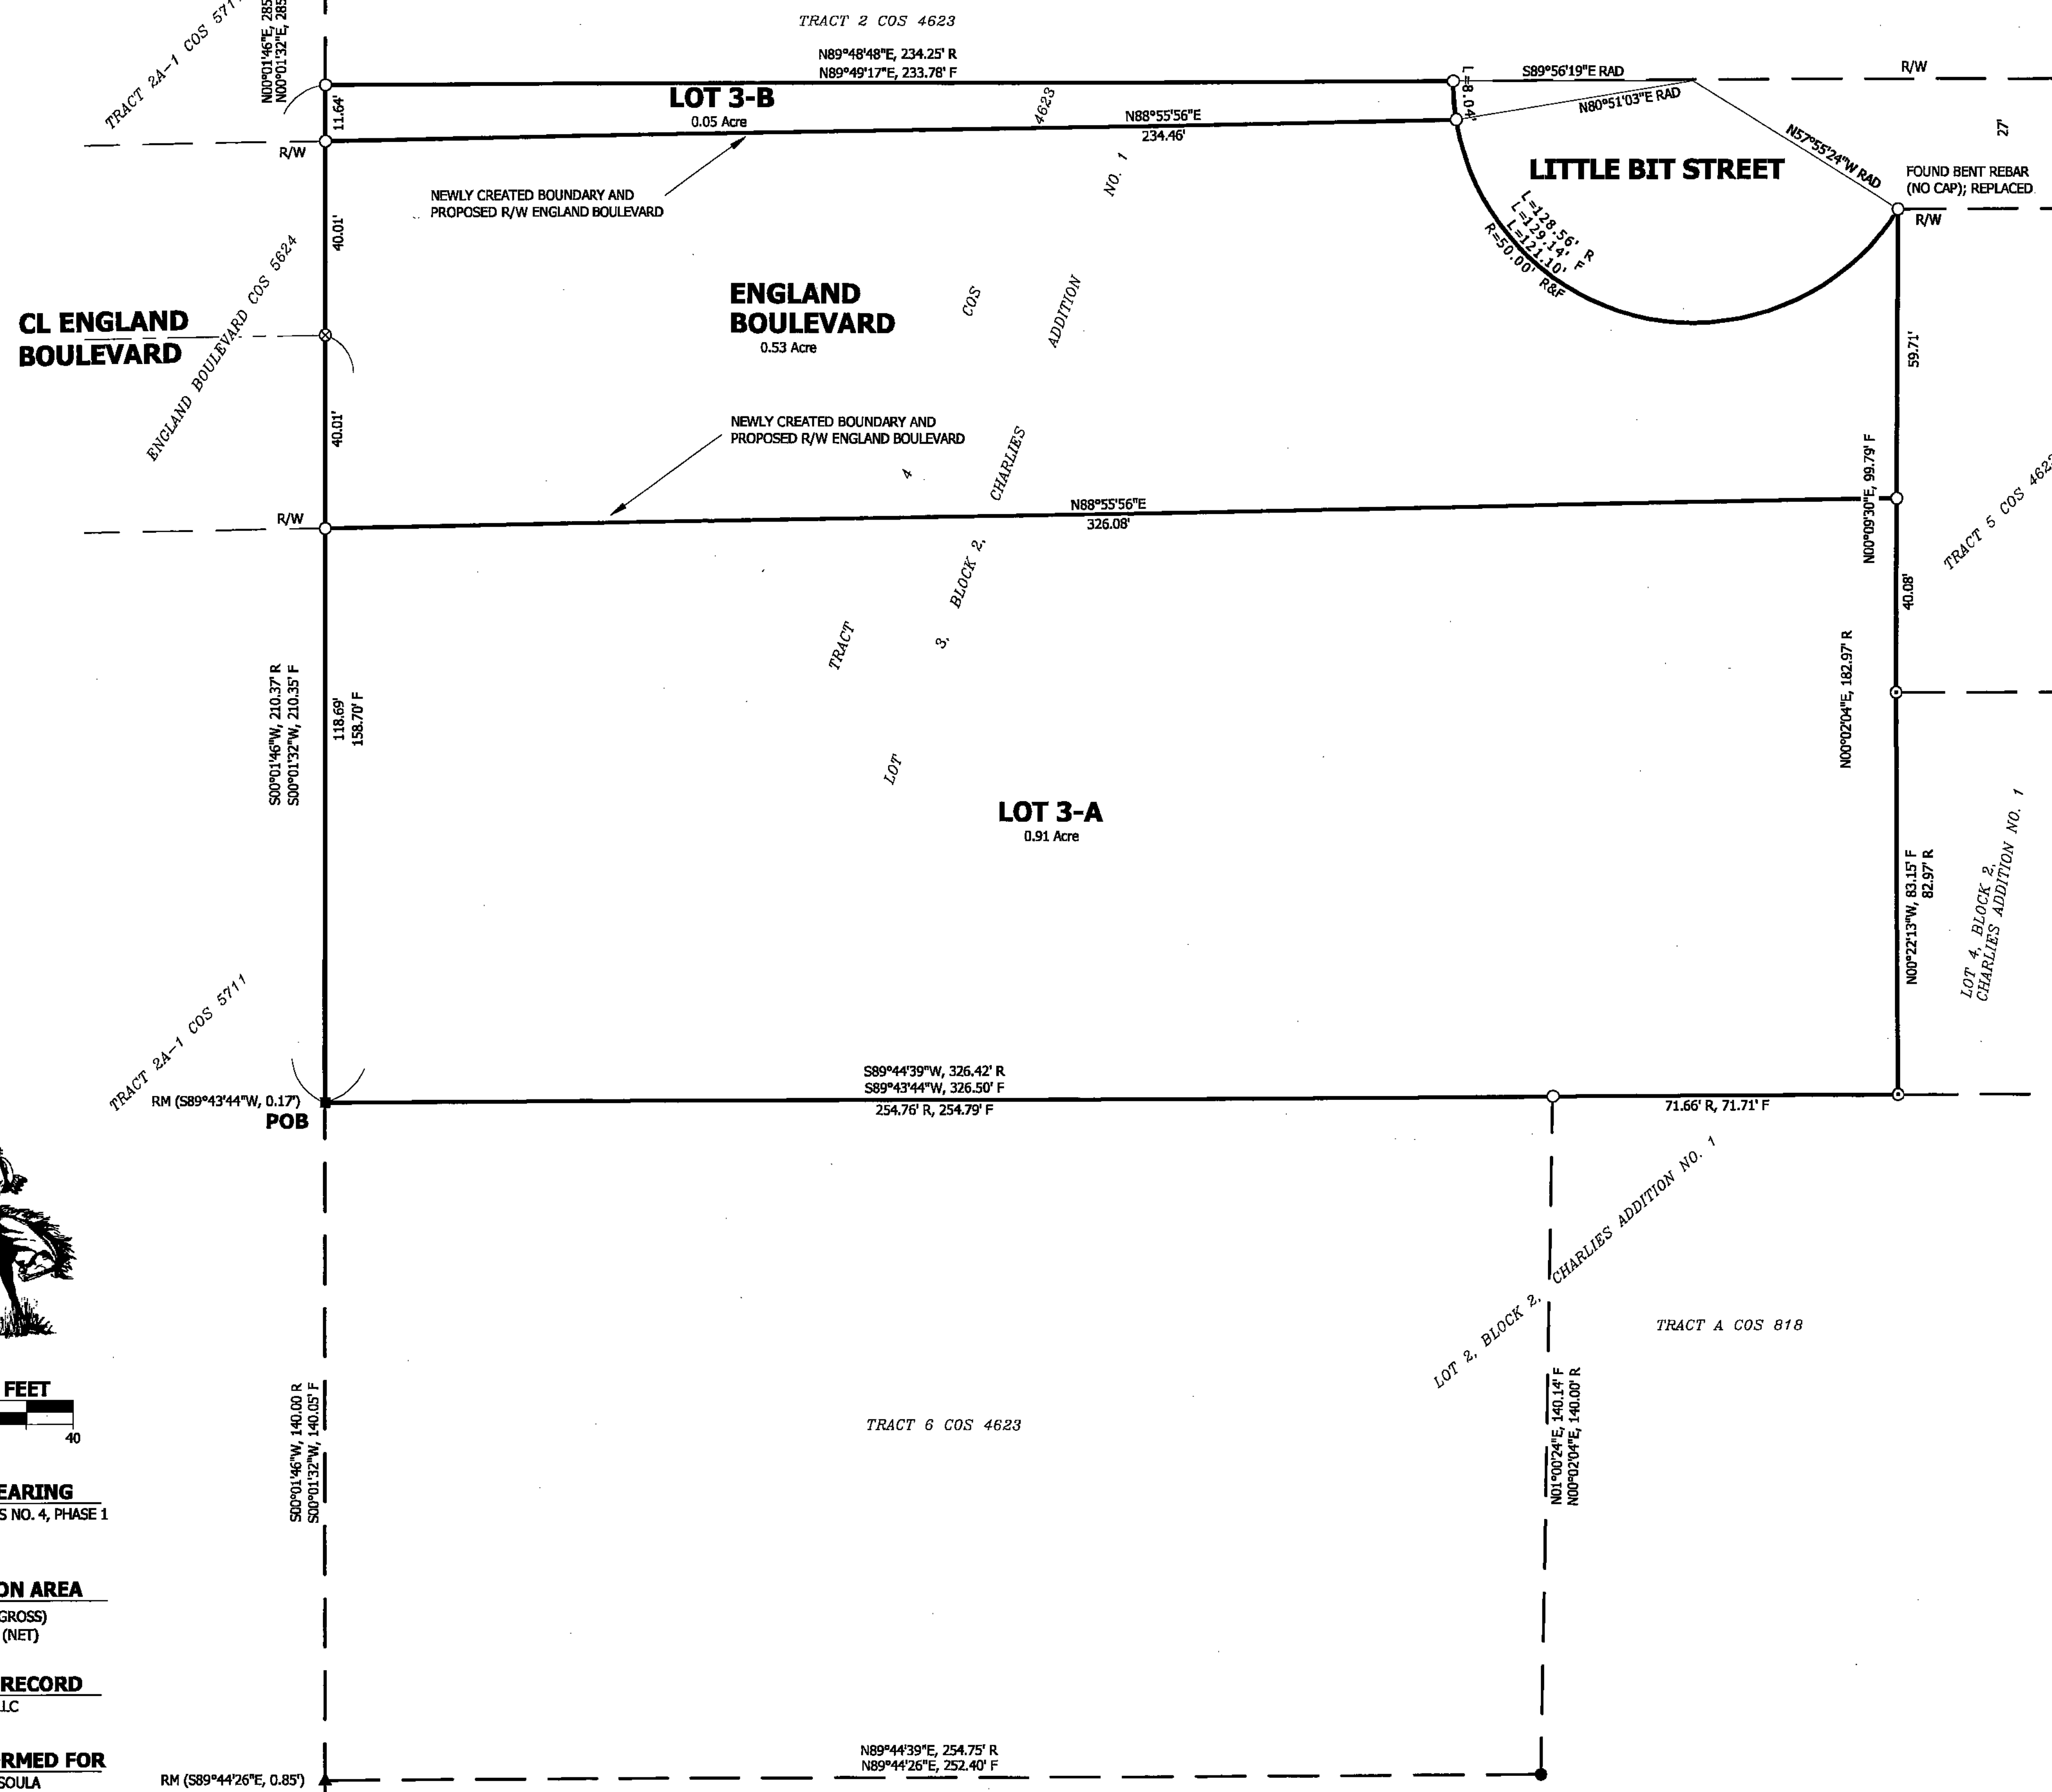 TRACT 2 COS 4623
TRACT 2A-1 COS 571
N00°01'46"E, 285
N00°01'32"E, 285
N89°48'48"E, 234.25' R
N89°49'17"E, 233.78' F
L=8.04'
S89°56'19"E RAD
R/W
11.64'
LOT 3-B
0.05 Acre
4623
N88°55'56"E
234.46'
N80°51'03"E RAD
N57°55'24"W RAD
27'
R/W
NO. 1
LITTLE BIT STREET
FOUND BENT REBAR
(NO CAP); REPLACED
R/W
NEWLY CREATED BOUNDARY AND
PROPOSED R/W ENGLAND BOULEVARD
40.01'
L=128.56' R
L=129.14' F
L=121.10'
R=50.00' R&F
ENGLAND BOULEVARD COS 5624
CL ENGLAND
BOULEVARD
ENGLAND
BOULEVARD
0.53 Acre
COS
ADDITION
59.71'
40.01'
NEWLY CREATED BOUNDARY AND
PROPOSED R/W ENGLAND BOULEVARD
4
CHARLIES
N00°09'30"E, 99.79' F
TRACT 5 COS 462
R/W
N88°55'56"E
326.08'
BLOCK 2,
40.08'
TRACT
3,
S00°01'46"W, 210.37' R
S00°01'32"W, 210.35' F
118.69'
158.70' F
N00°02'04"E, 182.97' R
LOT
LOT 3-A
0.91 Acre
N00°22'13"W, 83.15' F
82.97' R
LOT 4, BLOCK 2,
CHARLIES ADDITION NO. 1
TRACT 2A-1 COS 5711
RM (S89°43'44"W, 0.17')
POB
S89°44'39"W, 326.42' R
S89°43'44"W, 326.50' F
254.76' R, 254.79' F
71.66' R, 71.71' F
LOT 2, BLOCK 2, CHARLIES ADDITION NO. 1
TRACT A COS 818
FEET
40
S00°01'46"W, 140.00 R
S00°01'32"W, 140.05' F
TRACT 6 COS 4623
N01°00'24"E, 140.14' F
N00°02'04"E, 140.00' R
EARING
S NO. 4, PHASE 1
ON AREA
GROSS)
(NET)
RECORD
LLC
RMED FOR
SOULA
RM (S89°44'26"E, 0.85')
N89°44'39"E, 254.75' R
N89°44'26"E, 252.40' F